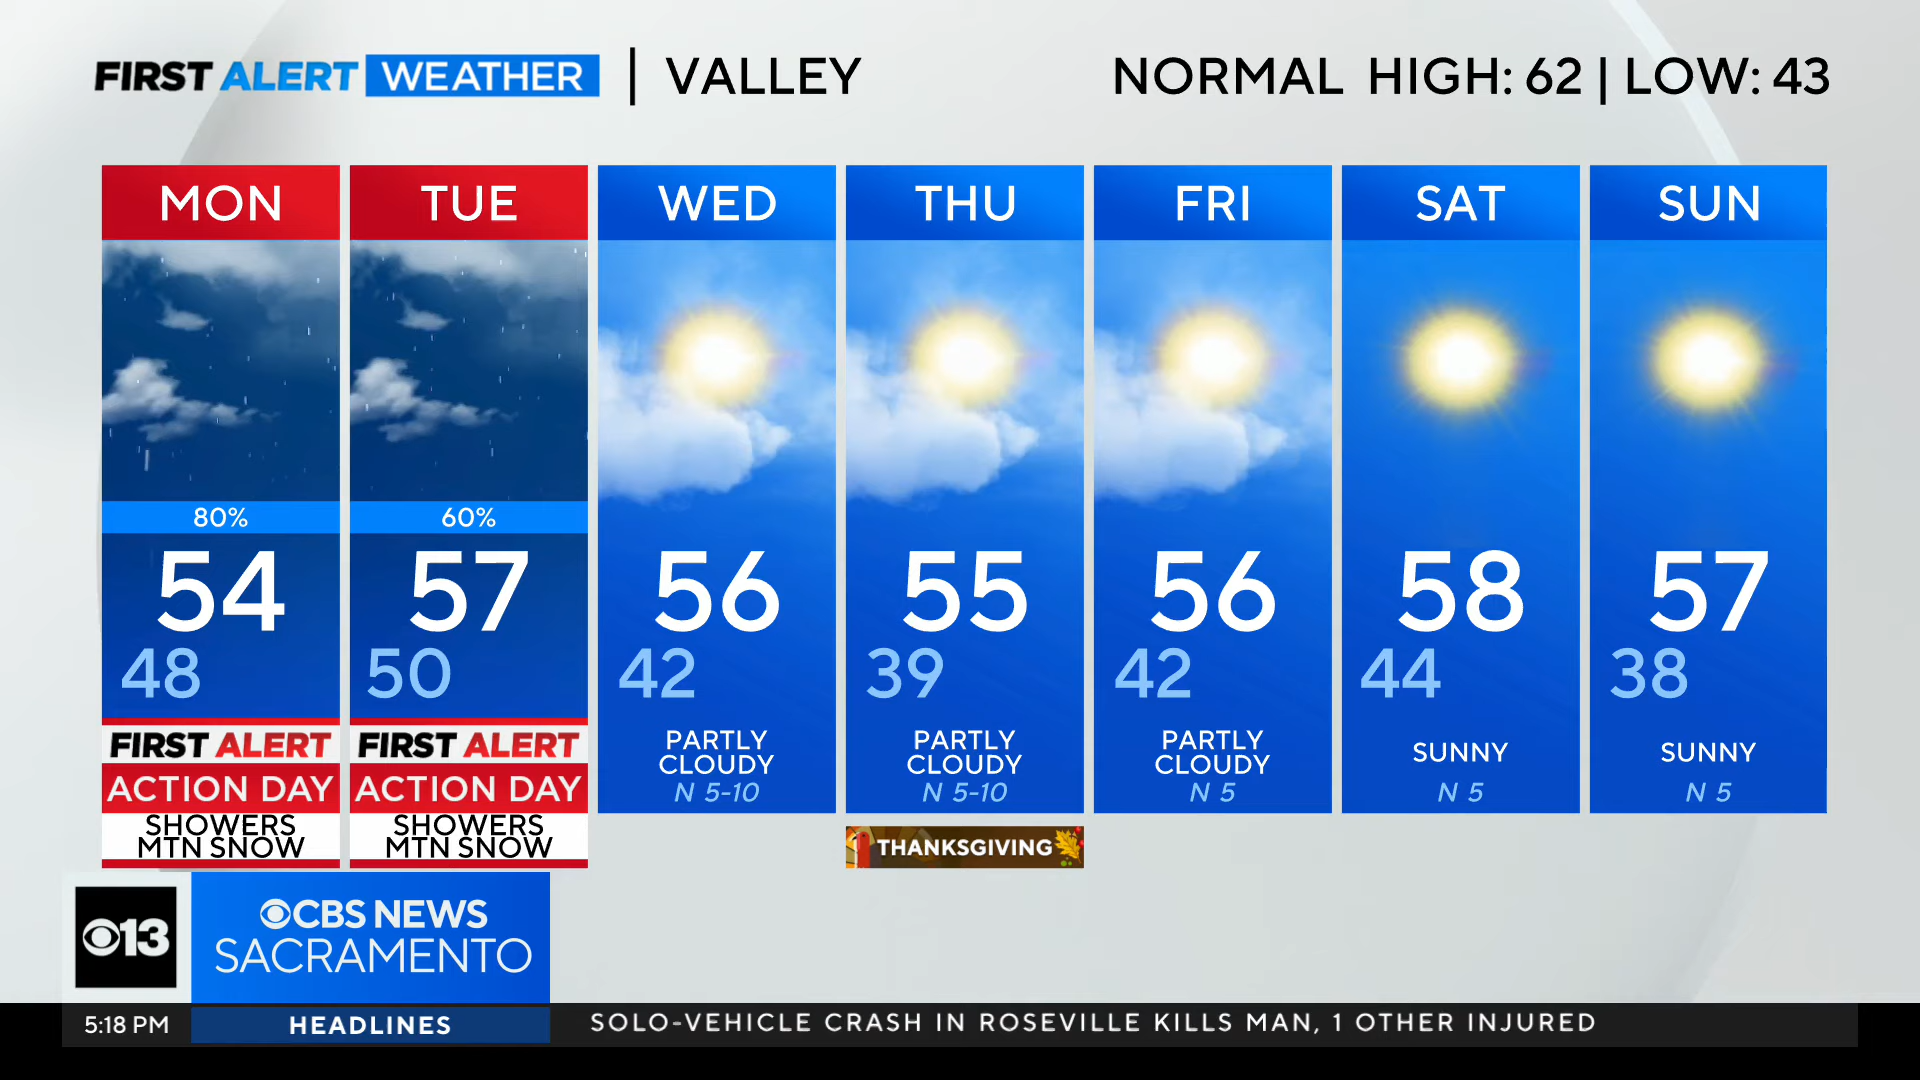 FIRST ALERT WEATHER | VALLEY
NORMAL HIGH: 62 | LOW: 43
MON
80%
54
48
FIRST ALERT
ACTION DAY
SHOWERS
MTN SNOW
TUE
60%
57
50
FIRST ALERT
ACTION DAY
SHOWERS
MTN SNOW
WED
56
42
PARTLY
CLOUDY
N 5-10
THU
55
39
PARTLY
CLOUDY
N 5-10
THANKSGIVING
FRI
56
42
PARTLY
CLOUDY
N 5
SAT
58
44
SUNNY
N 5
SUN
57
38
SUNNY
N 5
13
CBS NEWS
SACRAMENTO
5:18 PM
HEADLINES
SOLO-VEHICLE CRASH IN ROSEVILLE KILLS MAN, 1 OTHER INJURED